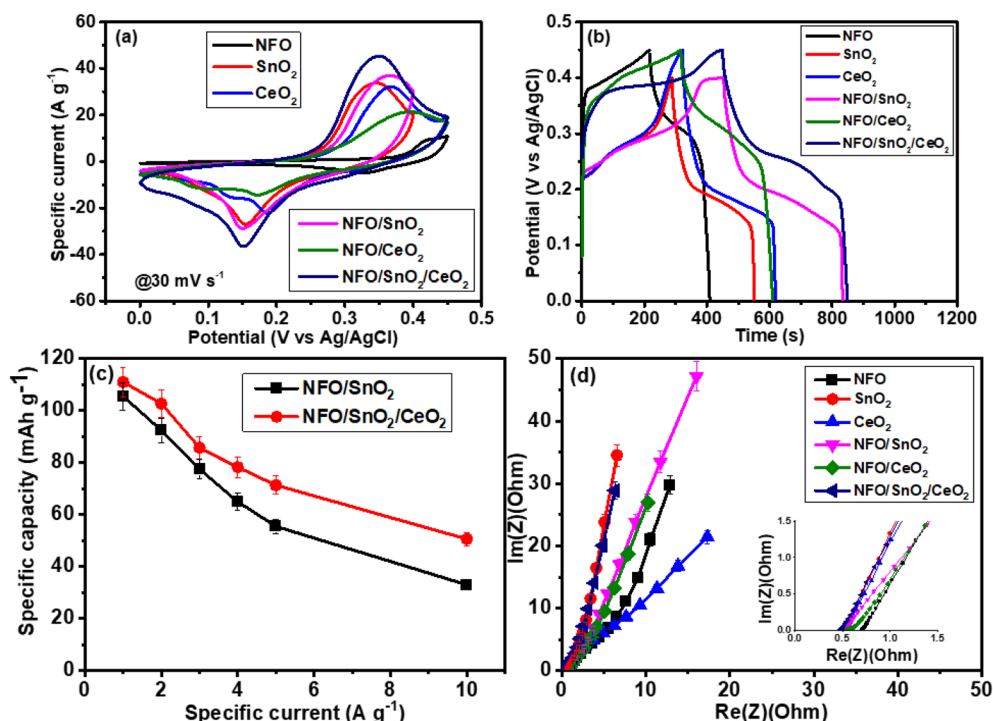 (a)
NFO
SnO₂
CeO₂
NFO/SnO₂
NFO/CeO₂
NFO/SnO₂/CeO₂
@30 mV s⁻¹
Specific current (A g⁻¹)
60
40
20
0
-20
-40
-60
0.0 0.1 0.2 0.3 0.4 0.5
Potential (V vs Ag/AgCl)
(b)
NFO
SnO₂
CeO₂
NFO/SnO₂
NFO/CeO₂
NFO/SnO₂/CeO₂
Potential (V vs Ag/AgCl)
0.5
0.4
0.3
0.2
0.1
0.0
0 200 400 600 800 1000 1200
Time (s)
(c)
NFO/SnO₂
NFO/SnO₂/CeO₂
Specific capacity (mAh g⁻¹)
120
100
80
60
40
20
0
0 2 4 6 8 10
Specific current (A g⁻¹)
(d)
NFO
SnO₂
CeO₂
NFO/SnO₂
NFO/CeO₂
NFO/SnO₂/CeO₂
Im(Z)(Ohm)
50
40
30
20
10
0
0 10 20 30 40 50
Re(Z)(Ohm)
Im(Z)(Ohm)
1.5
1.2
0.9
0.6
0.3
0.0
0.0 0.5 1.0 1.5
Re(Z)(Ohm)